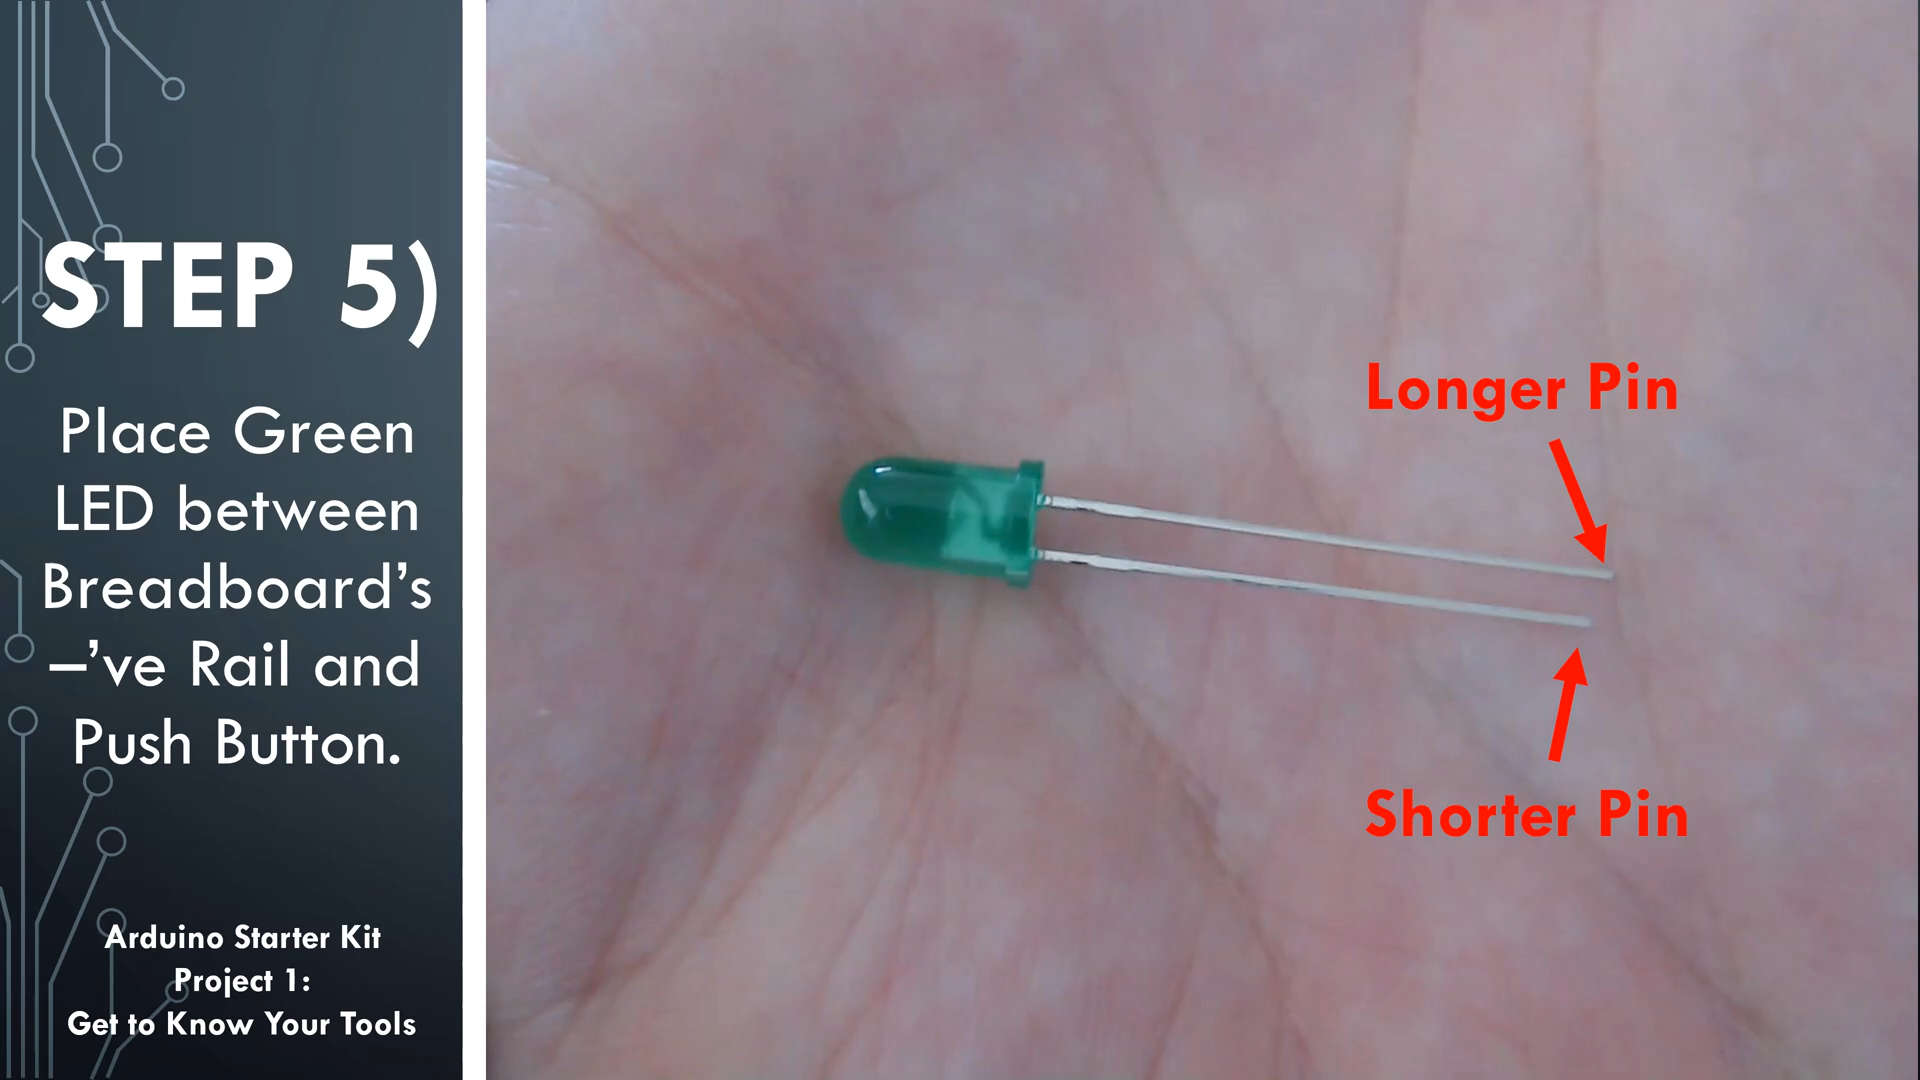 STEP 5)
Place Green
LED between
Breadboard’s
–’ve Rail and
Push Button.
Arduino Starter Kit
Project 1:
Get to Know Your Tools
Longer Pin
Shorter Pin